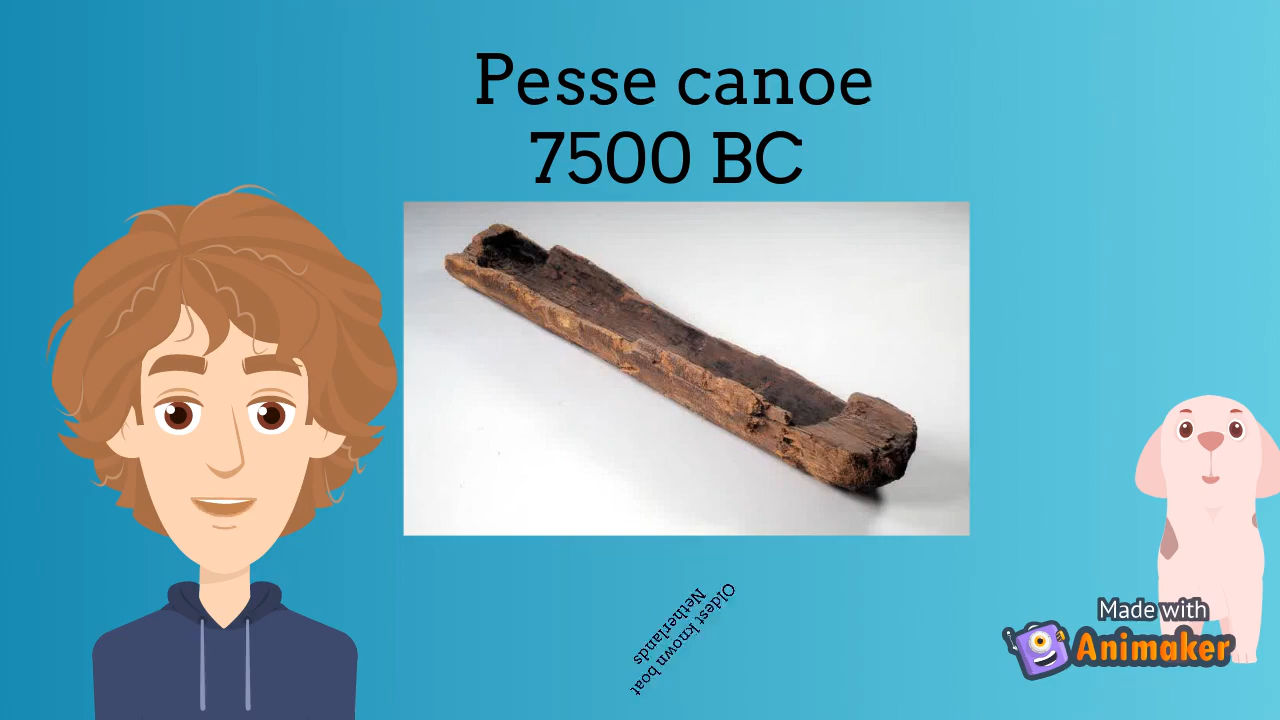 Pesse canoe
7500 BC
Oldest known boat
Netherlands
Made with
Animaker